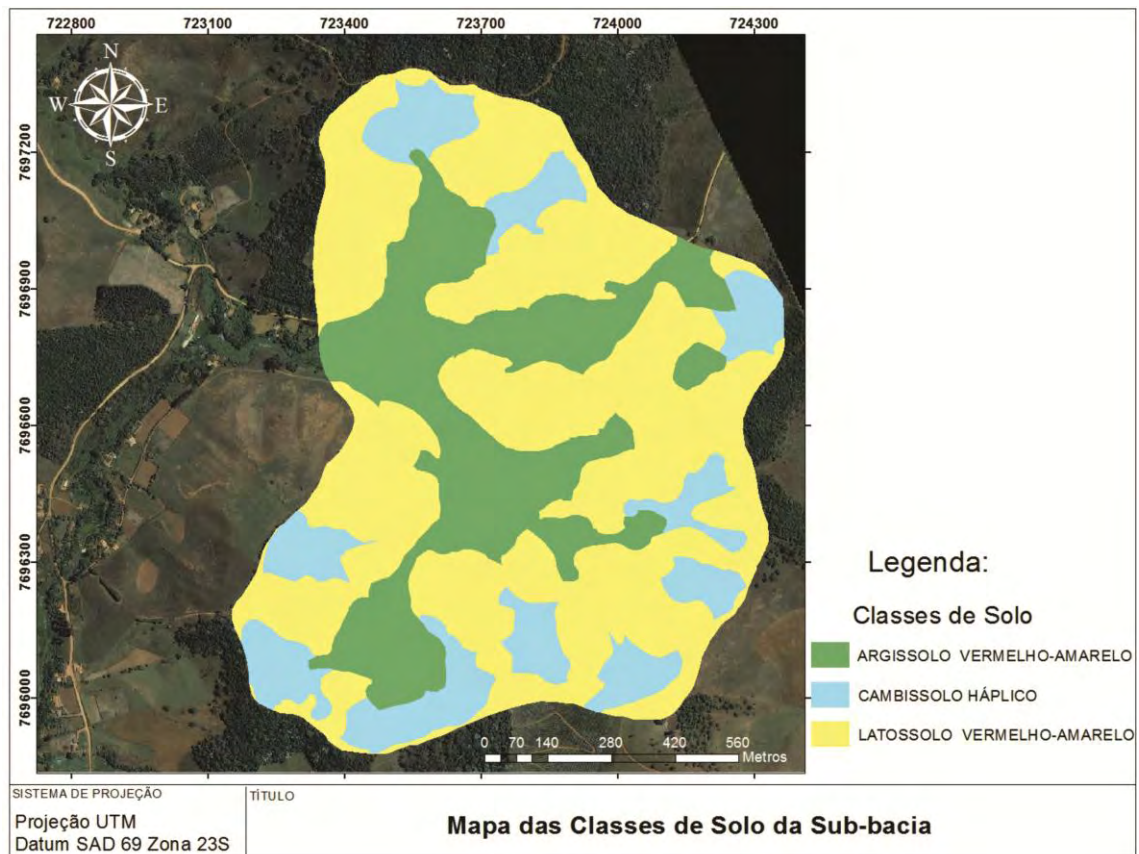 722800 723100 723400 723700 724000 724300
N
W E
S
7697200
7696900
7696600
7696300
7696000
Legenda:
Classes de Solo
ARGISSOLO VERMELHO-AMARELO
CAMBISSOLO HÁPLICO
LATOSSOLO VERMELHO-AMARELO
0 70 140 280 420 560
Metros
SISTEMA DE PROJEÇÃO
Projeção UTM
Datum SAD 69 Zona 23S
TÍTULO
Mapa das Classes de Solo da Sub-bacia